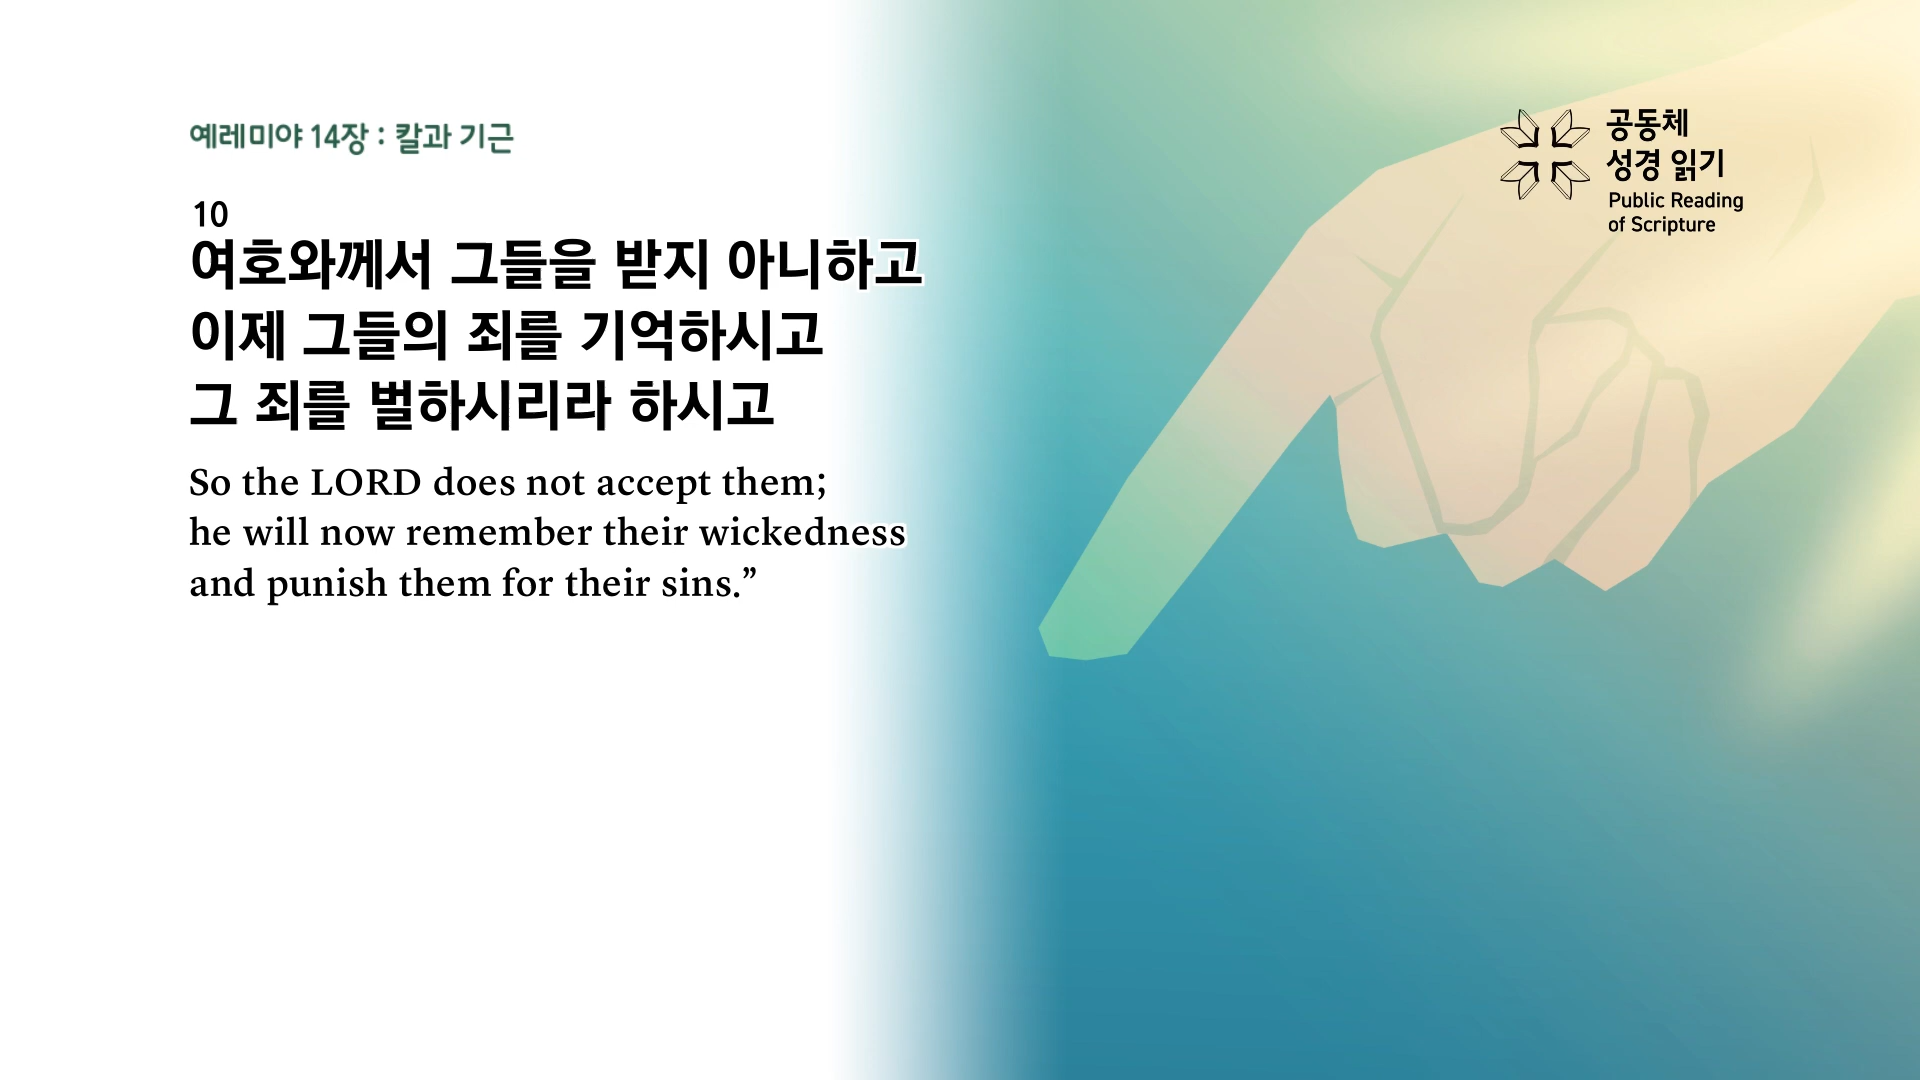 예레미야 14장 : 칼과 기근
공동체
성경 읽기
Public Reading
of Scripture
10
여호와께서 그들을 받지 아니하고
이제 그들의 죄를 기억하시고
그 죄를 벌하시리라 하시고
So the LORD does not accept them;
he will now remember their wickedness
and punish them for their sins.”